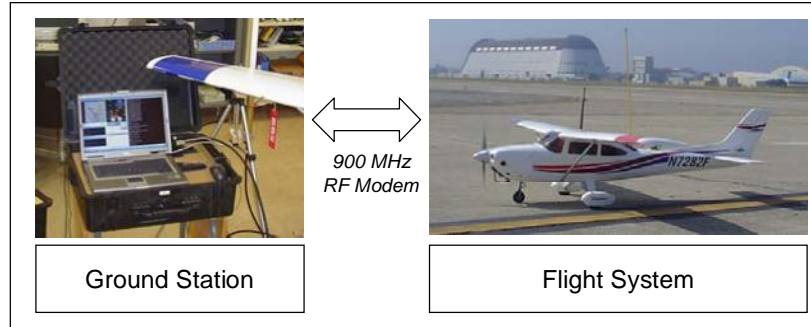 900 MHz
RF Modem
N7282F
Ground Station
Flight System